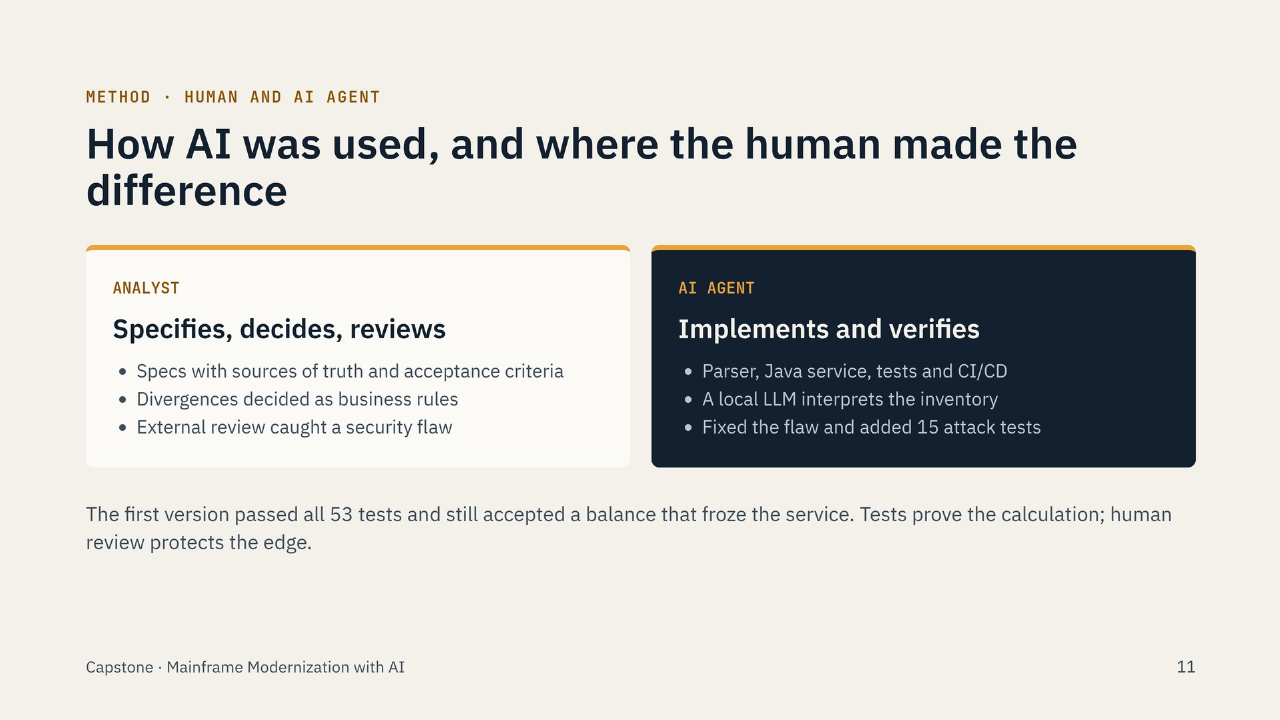 METHOD · HUMAN AND AI AGENT
How AI was used, and where the human made the
difference
ANALYST
Specifies, decides, reviews
• Specs with sources of truth and acceptance criteria
• Divergences decided as business rules
• External review caught a security flaw
AI AGENT
Implements and verifies
• Parser, Java service, tests and CI/CD
• A local LLM interprets the inventory
• Fixed the flaw and added 15 attack tests
The first version passed all 53 tests and still accepted a balance that froze the service. Tests prove the calculation; human
review protects the edge.
Capstone · Mainframe Modernization with AI
11